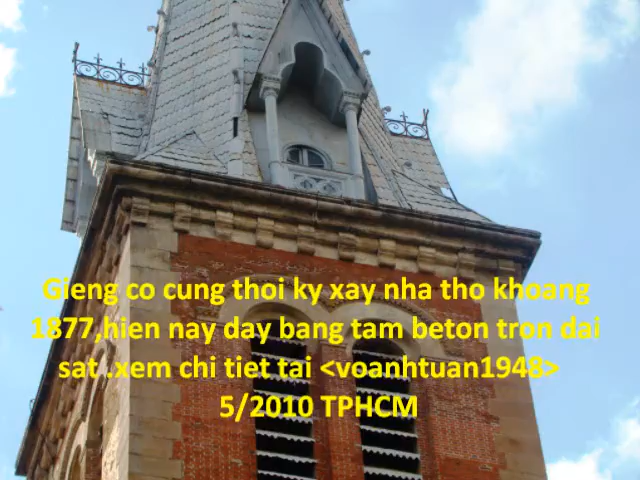 Gieng co cung thoi ky xay nha tho khoang
1877,hien nay day bang tam beton tron dai
sat .xem chi tiet tai <voanhtuan1948>
5/2010 TPHCM